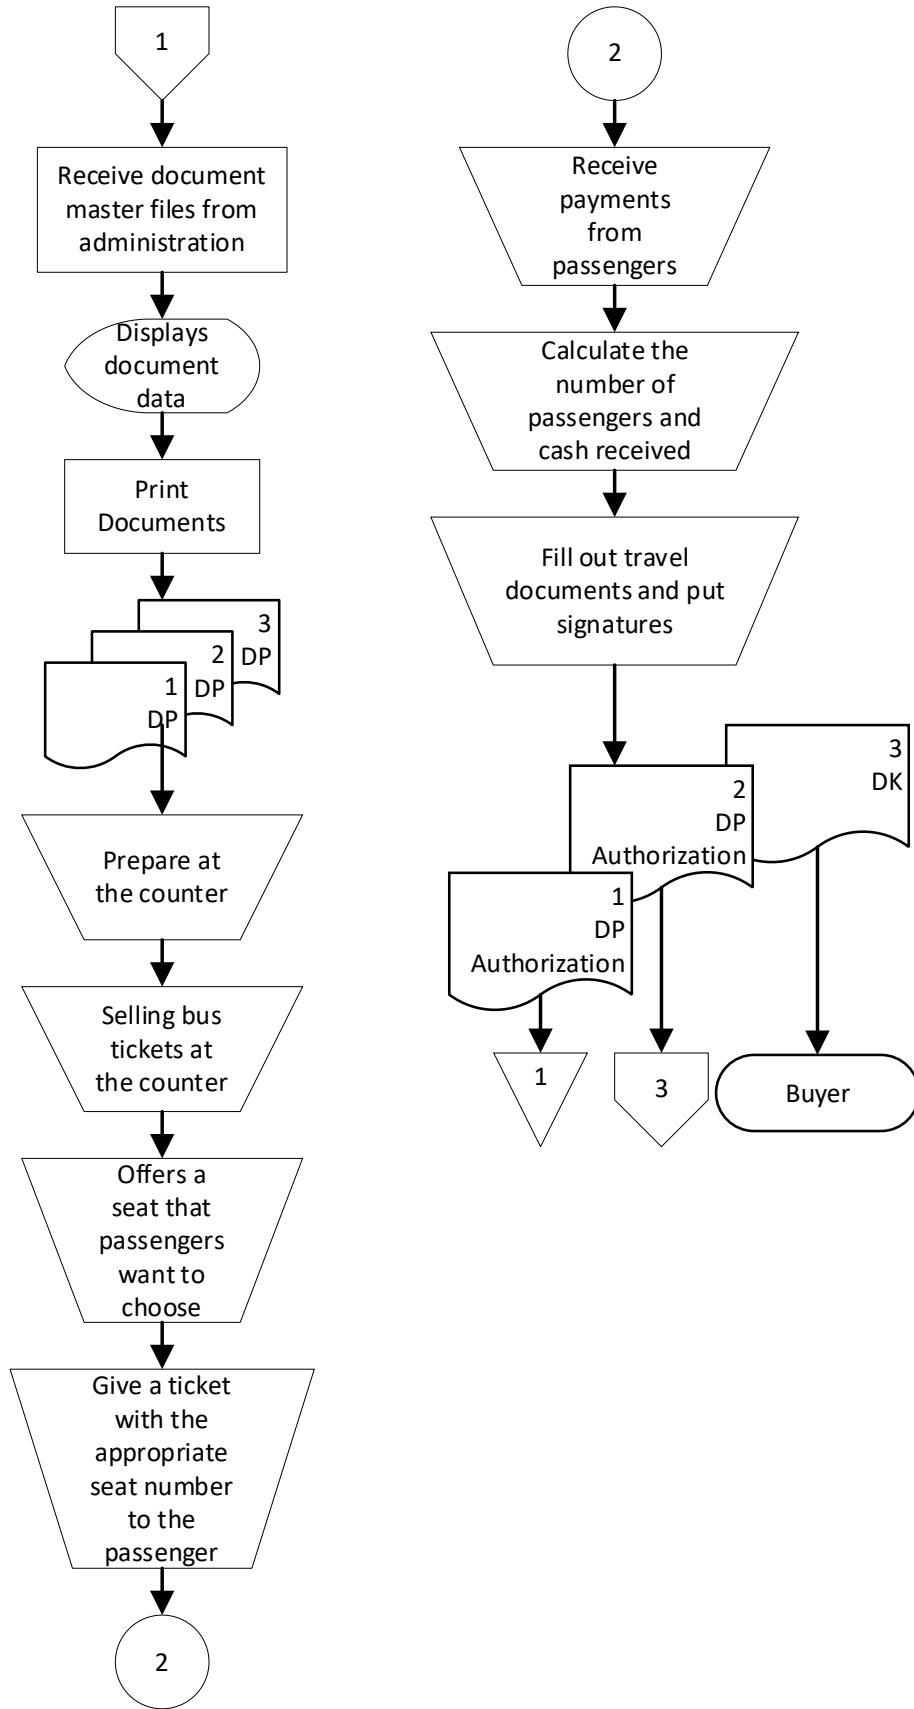 1
Receive document
master files from
administration
Displays
document
data
Print
Documents
3
DP
2
DP
1
DP
Prepare at
the counter
Selling bus
tickets at
the counter
Offers a
seat that
passengers
want to
choose
Give a ticket
with the
appropriate
seat number
to the
passenger
2
2
Receive
payments
from
passengers
Calculate the
number of
passengers and
cash received
Fill out travel
documents and put
signatures
3
DK
2
DP
Authorization
1
DP
Authorization
1
3
Buyer